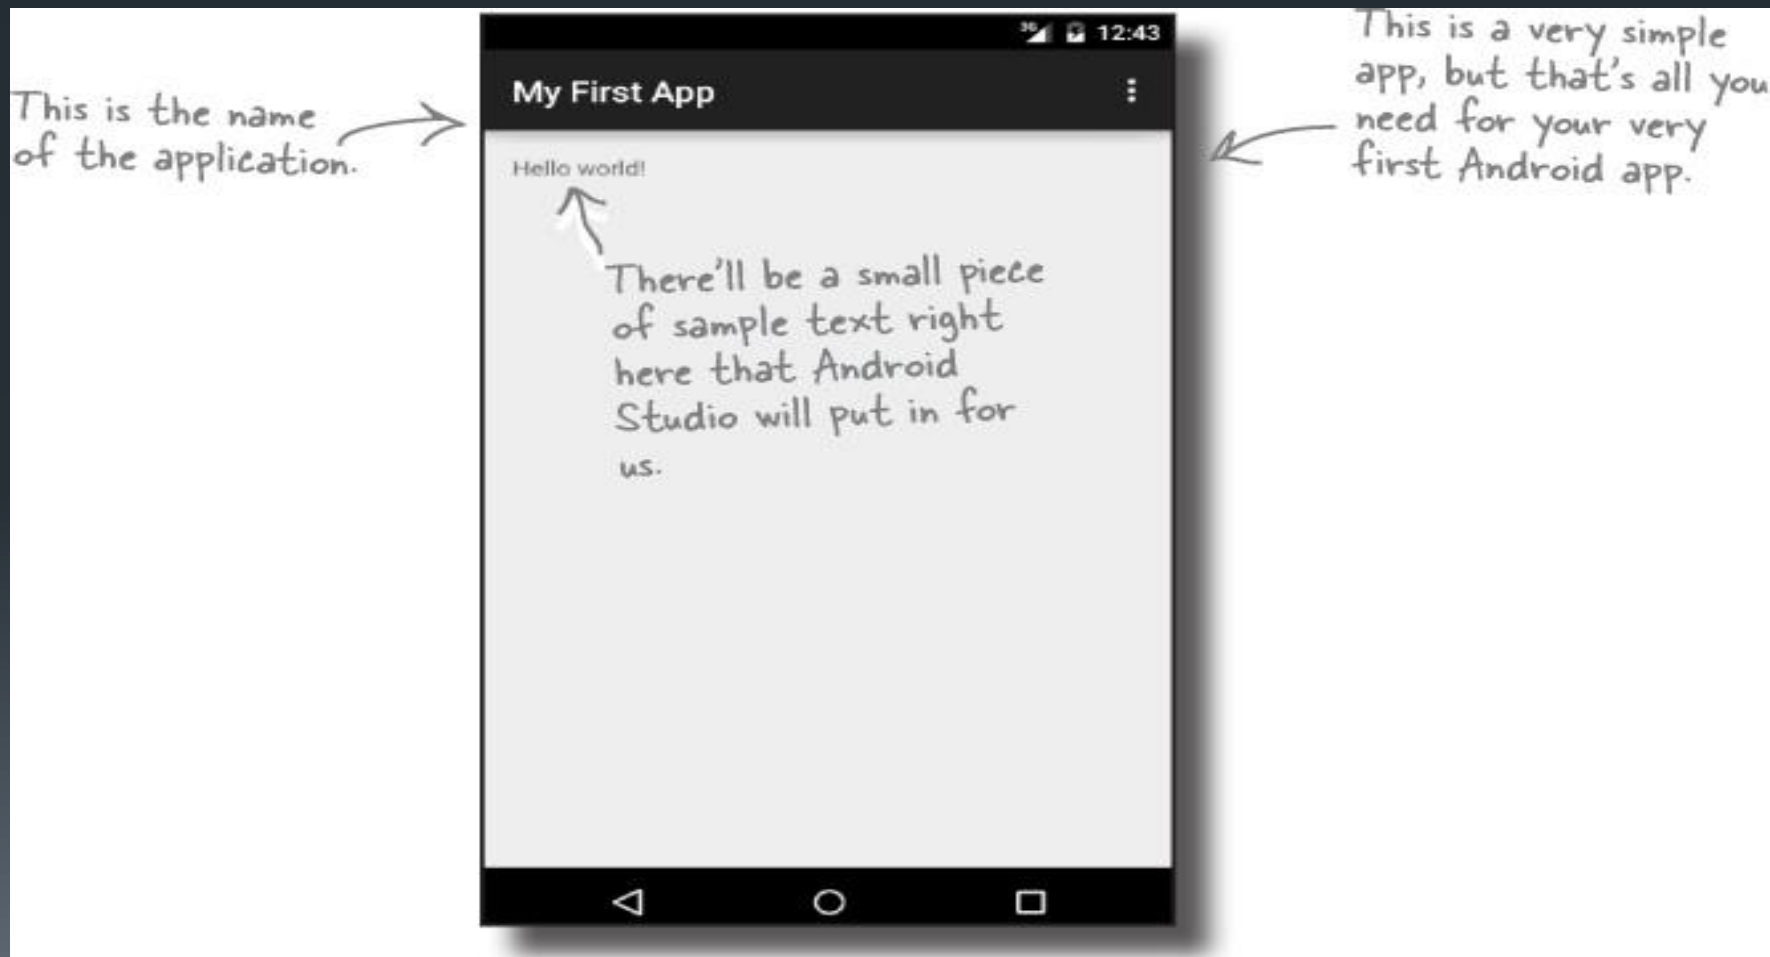 This is the name
of the application.
3G 12:43
My First App
Hello world!
There'll be a small piece
of sample text right
here that Android
Studio will put in for
us.
This is a very simple
app, but that's all you
need for your very
first Android app.